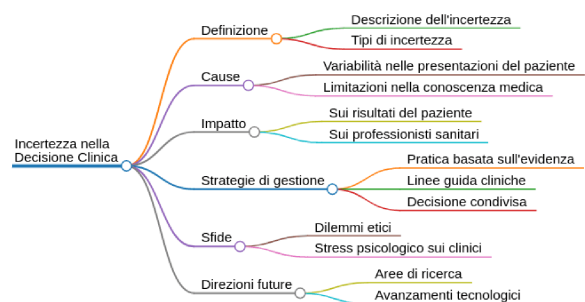 Incertezza nella
Decisione Clinica
Definizione
Descrizione dell'incertezza
Tipi di incertezza
Cause
Variabilità nelle presentazioni del paziente
Limitazioni nella conoscenza medica
Impatto
Sui risultati del paziente
Sui professionisti sanitari
Strategie di gestione
Pratica basata sull'evidenza
Linee guida cliniche
Decisione condivisa
Sfide
Dilemmi etici
Stress psicologico sui clinici
Direzioni future
Aree di ricerca
Avanzamenti tecnologici